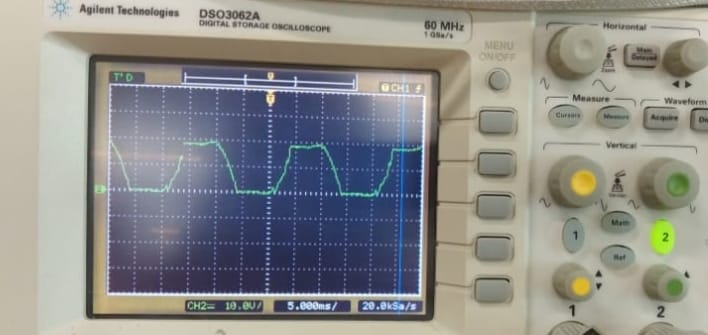 Agilent Technologies
DSO3062A
DIGITAL STORAGE OSCILLOSCOPE
60 MHz
1 GSa/s
MENU
ON/OFF
T'D
CH1
CH2= 10.0V/
5.000ms/
20.0kSa/s
Horizontal
Main
Delayed
Zoom
Measure
Waveform
Cursors
Measure
Acquire
Vertical
1
Math
2
Ref
1
2